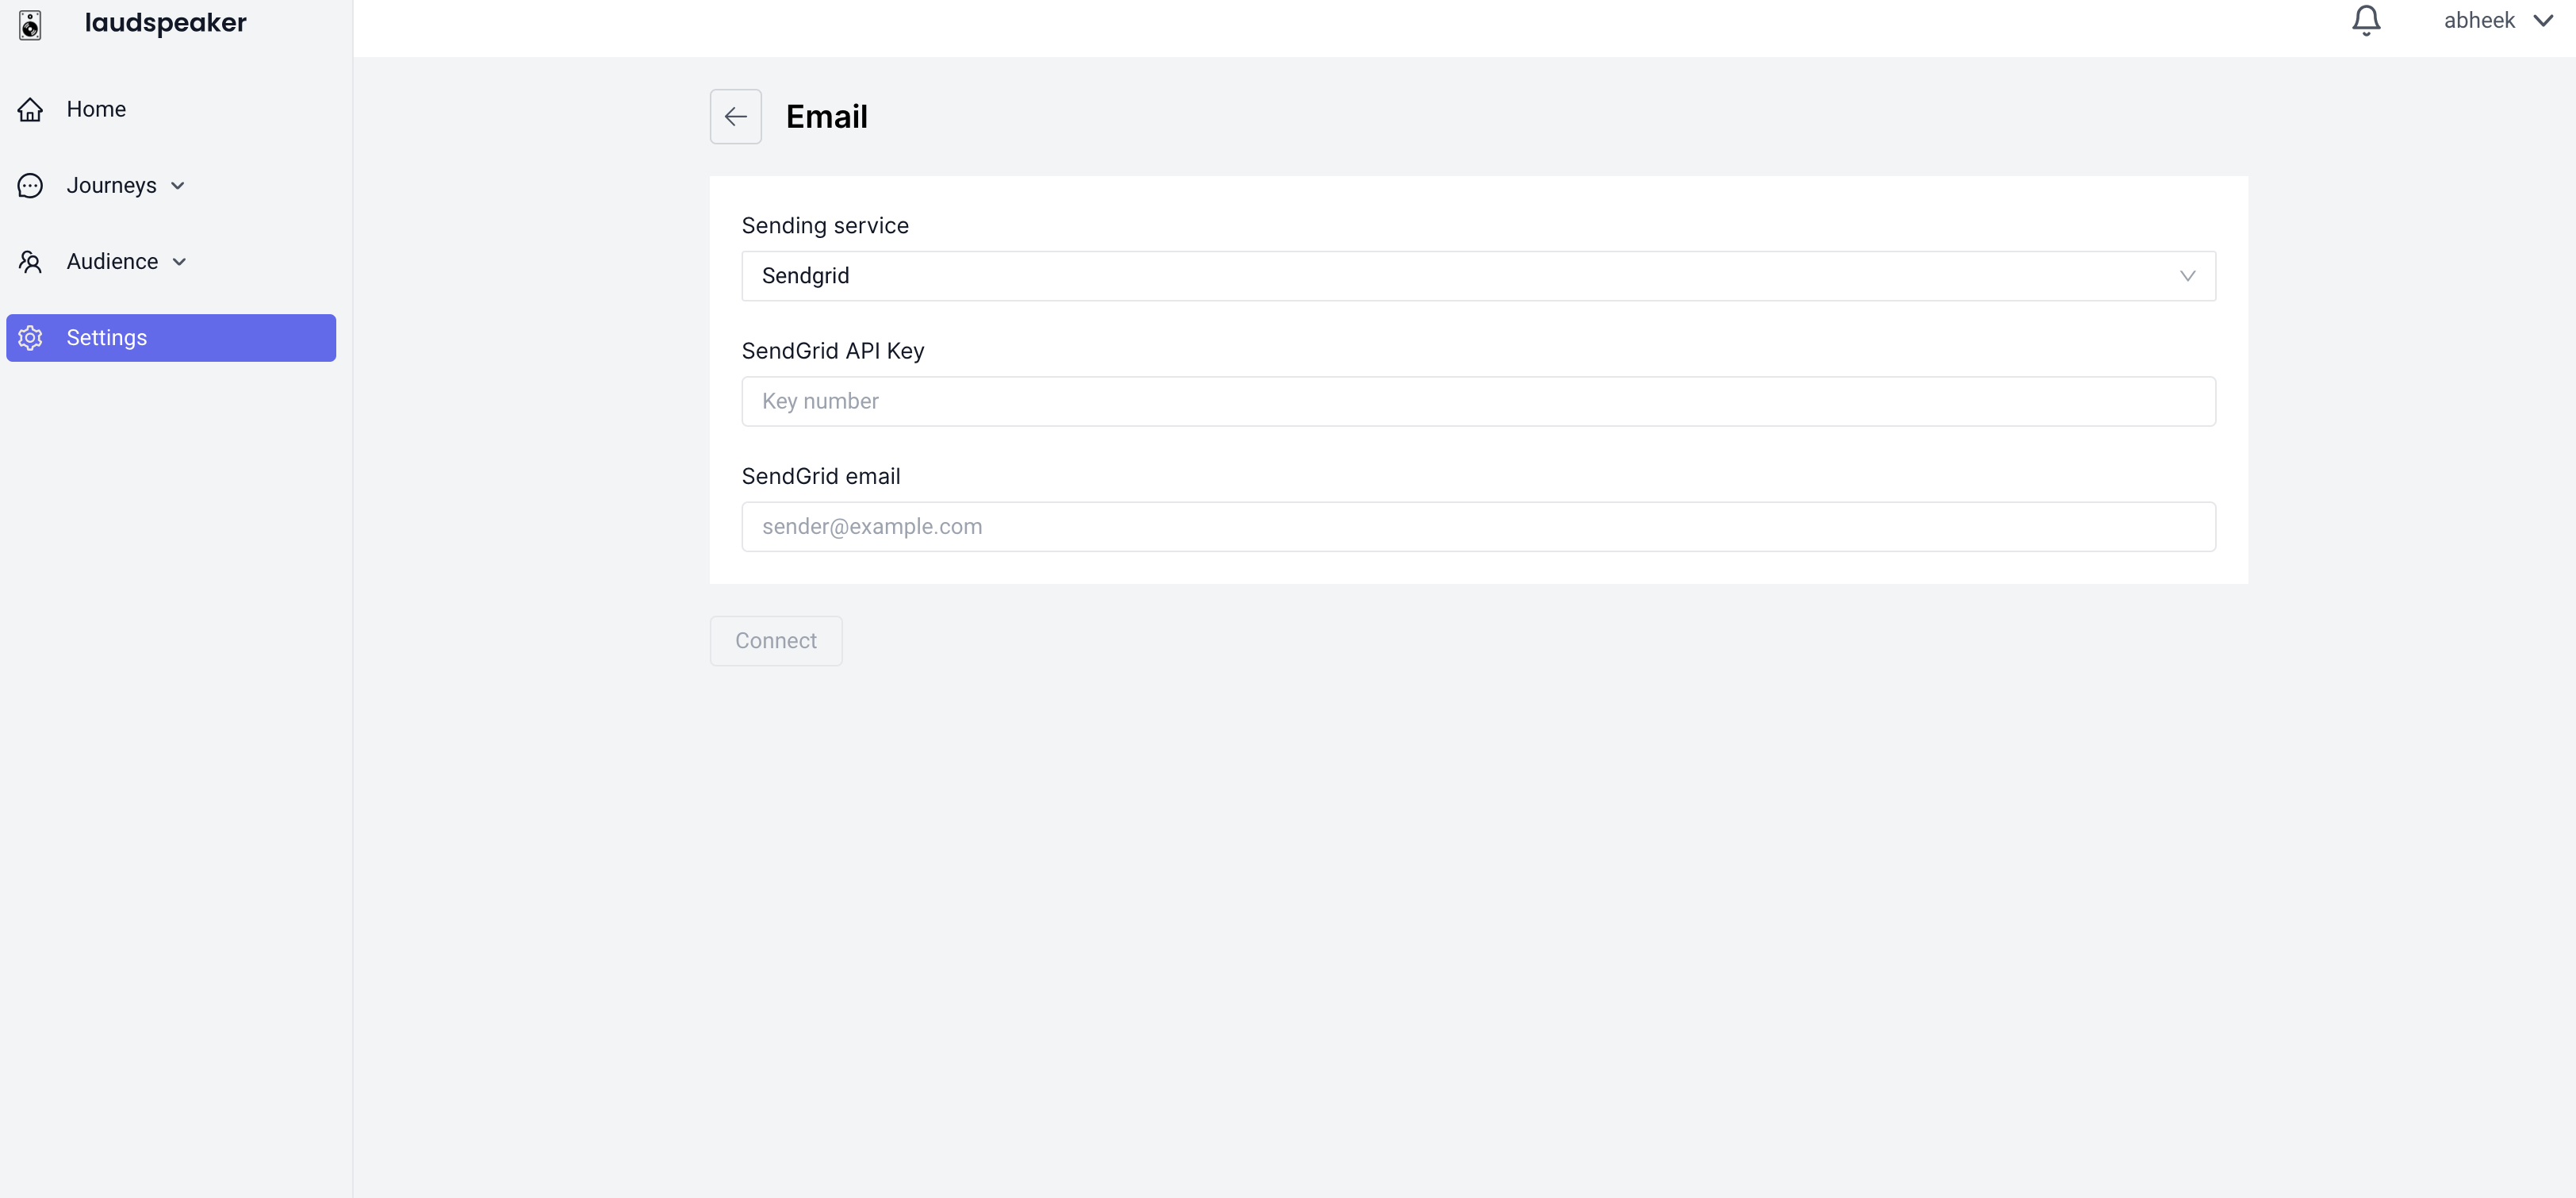 laudspeaker
abheek
Home
Journeys
Audience
Settings
Email
Sending service
Sendgrid
SendGrid API Key
Key number
SendGrid email
sender@example.com
Connect